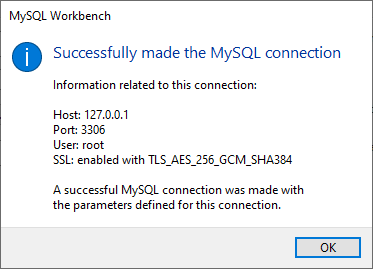 MySQL Workbench
Successfully made the MySQL connection
Information related to this connection:
Host: 127.0.0.1
Port: 3306
User: root
SSL: enabled with TLS_AES_256_GCM_SHA384
A successful MySQL connection was made with
the parameters defined for this connection.
OK